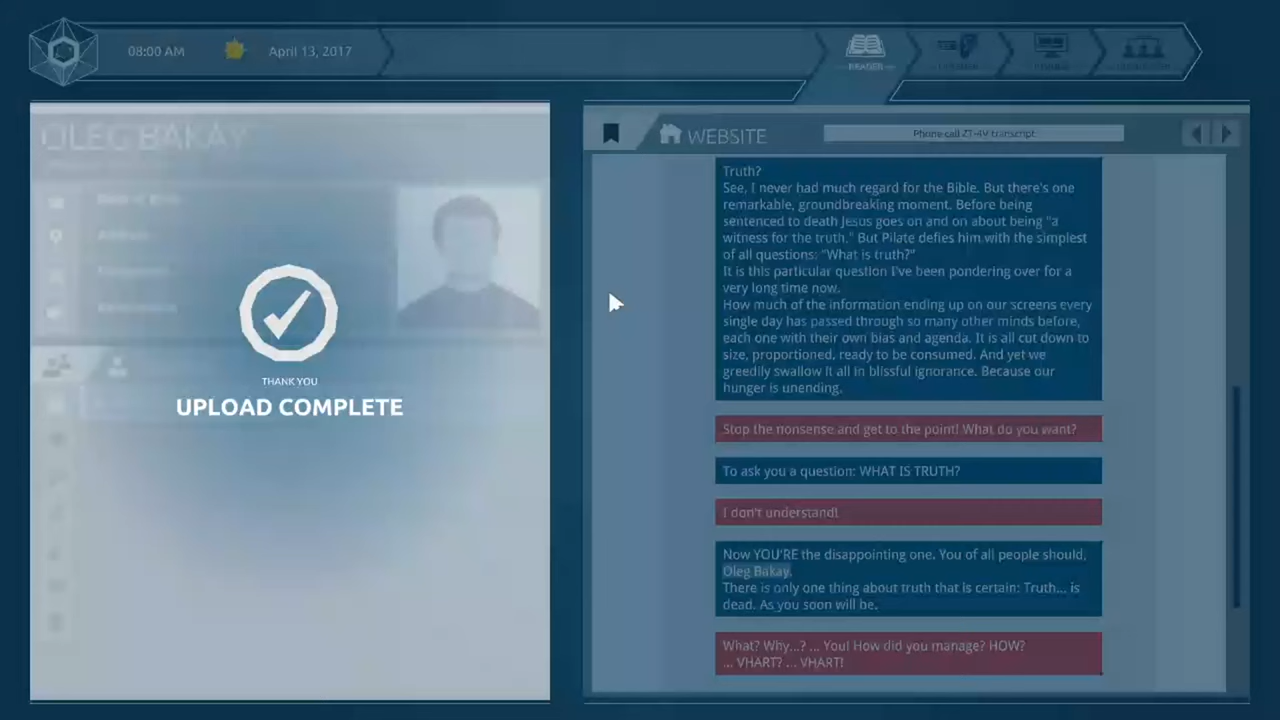 08:00 AM
April 13, 2017
READER
OLEG BAKAY
THANK YOU
UPLOAD COMPLETE
WEBSITE
Phone call ZT-4V transcript
Truth?
See, I never had much regard for the Bible. But there's one
remarkable, groundbreaking moment. Before being
sentenced to death Jesus goes on and on about being "a
witness for the truth." But Pilate defies him with the simplest
of all questions: "What is truth?"
It is this particular question I've been pondering over for a
very long time now.
How much of the information ending up on our screens every
single day has passed through so many other minds before,
each one with their own bias and agenda. It is all cut down to
size, proportioned, ready to be consumed. And yet we
greedily swallow it all in blissful ignorance. Because our
hunger is unending.
Stop the nonsense and get to the point! What do you want?
To ask you a question: WHAT IS TRUTH?
I don't understand!
Now YOU'RE the disappointing one. You of all people should,
Oleg Bakay.
There is only one thing about truth that is certain: Truth... is
dead. As you soon will be.
What? Why...? ... You! How did you manage? HOW?
... VHART? ... VHART!